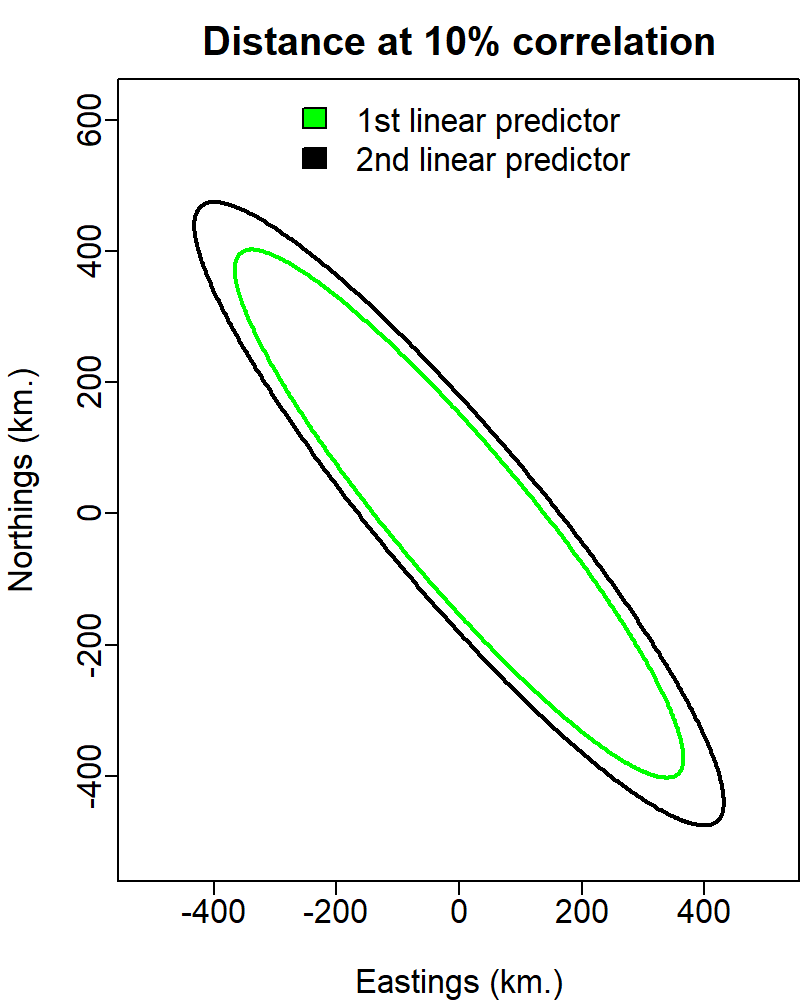 Distance at 10% correlation
1st linear predictor
2nd linear predictor
600
400
200
0
-200
-400
Northings (km.)
-400
-200
0
200
400
Eastings (km.)